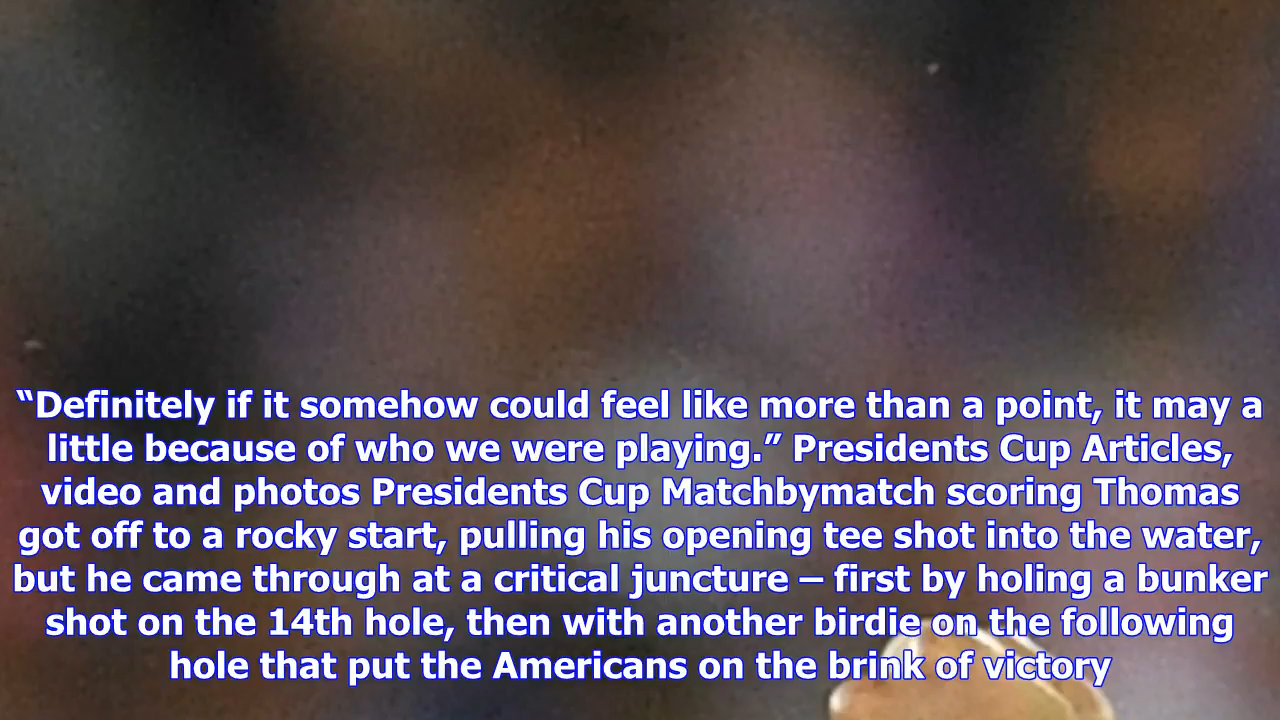 “Definitely if it somehow could feel like more than a point, it may a
little because of who we were playing.” Presidents Cup Articles,
video and photos Presidents Cup Matchbymatch scoring Thomas
got off to a rocky start, pulling his opening tee shot into the water,
but he came through at a critical juncture – first by holing a bunker
shot on the 14th hole, then with another birdie on the following
hole that put the Americans on the brink of victory